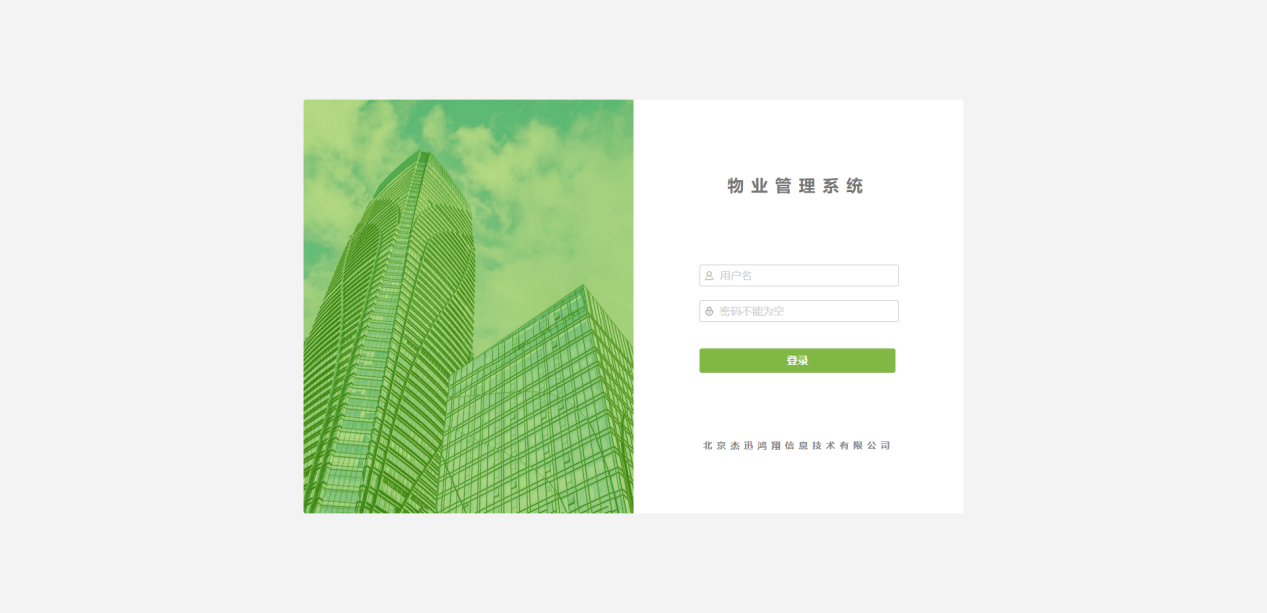 物业管理系统
用户名
密码不能为空
登录
北京杰迅鸿翔信息技术有限公司